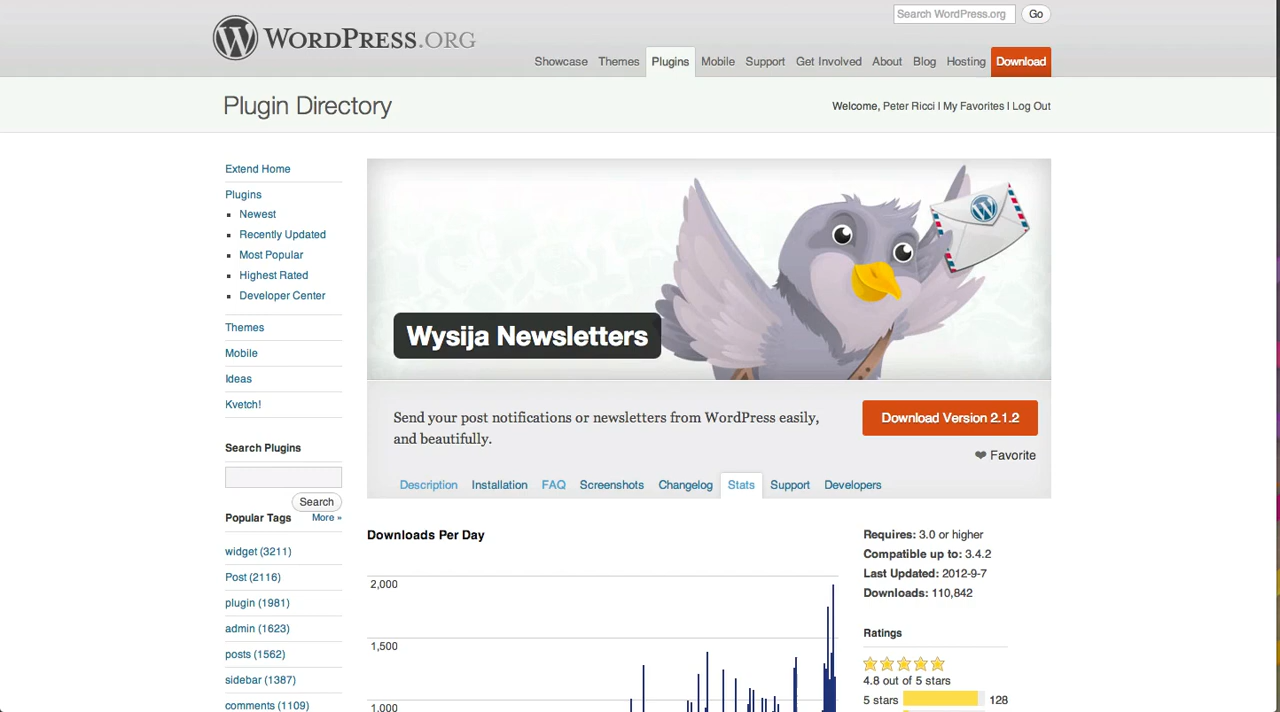 WORDPRESS.ORG
Search WordPress.org
Go
Showcase Themes Plugins Mobile Support Get Involved About Blog Hosting Download
Plugin Directory
Welcome, Peter Ricci | My Favorites | Log Out
Extend Home
Plugins
Newest
Recently Updated
Most Popular
Highest Rated
Developer Center
Themes
Mobile
Ideas
Kvetch!
Search Plugins
Search
Popular Tags More »
widget (3211)
Post (2116)
plugin (1981)
admin (1623)
posts (1562)
sidebar (1387)
comments (1109)
Wysija Newsletters
Send your post notifications or newsletters from WordPress easily,
and beautifully.
Download Version 2.1.2
❤ Favorite
Description Installation FAQ Screenshots Changelog Stats Support Developers
Downloads Per Day
2,000
1,500
1,000
Requires: 3.0 or higher
Compatible up to: 3.4.2
Last Updated: 2012-9-7
Downloads: 110,842
Ratings
4.8 out of 5 stars
5 stars 128